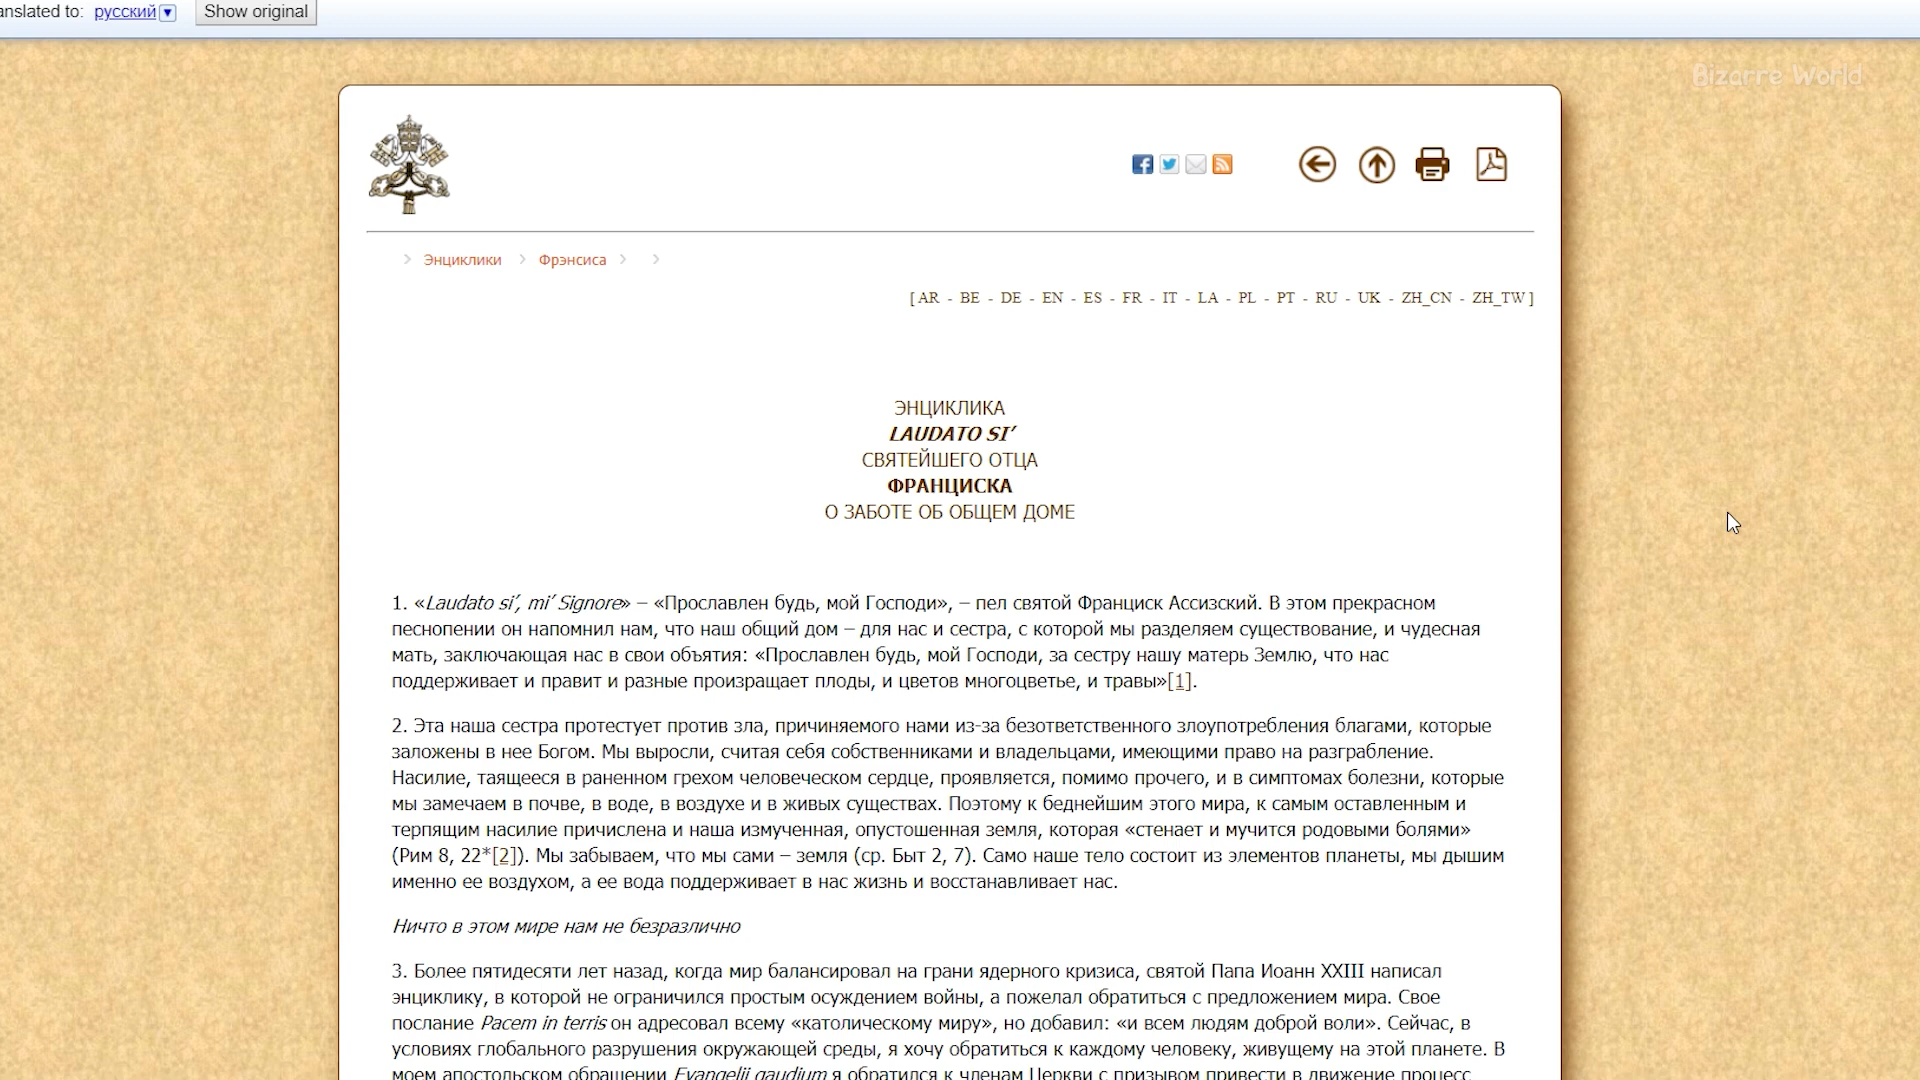 anslated to: русский Show original
Bizarre World
Энциклики Фрэнсиса
[ AR - BE - DE - EN - ES - FR - IT - LA - PL - PT - RU - UK - ZH_CN - ZH_TW ]
ЭНЦИКЛИКА
LAUDATO SI’
СВЯТЕЙШЕГО ОТЦА
ФРАНЦИСКА
О ЗАБОТЕ ОБ ОБЩЕМ ДОМЕ
1. «Laudato si’, mi’ Signore» – «Прославлен будь, мой Господи», – пел святой Франциск Ассизский. В этом прекрасном
песнопении он напомнил нам, что наш общий дом – для нас и сестра, с которой мы разделяем существование, и чудесная
мать, заключающая нас в свои объятия: «Прославлен будь, мой Господи, за сестру нашу матерь Землю, что нас
поддерживает и правит и разные произращает плоды, и цветов многоцветье, и травы»[1].
2. Эта наша сестра протестует против зла, причиняемого нами из-за безответственного злоупотребления благами, которые
заложены в нее Богом. Мы выросли, считая себя собственниками и владельцами, имеющими право на разграбление.
Насилие, таящееся в раненном грехом человеческом сердце, проявляется, помимо прочего, и в симптомах болезни, которые
мы замечаем в почве, в воде, в воздухе и в живых существах. Поэтому к беднейшим этого мира, к самым оставленным и
терпящим насилие причислена и наша измученная, опустошенная земля, которая «стенает и мучится родовыми болями»
(Рим 8, 22*[2]). Мы забываем, что мы сами – земля (ср. Быт 2, 7). Само наше тело состоит из элементов планеты, мы дышим
именно ее воздухом, а ее вода поддерживает в нас жизнь и восстанавливает нас.
Ничто в этом мире нам не безразлично
3. Более пятидесяти лет назад, когда мир балансировал на грани ядерного кризиса, святой Папа Иоанн XXIII написал
энциклику, в которой не ограничился простым осуждением войны, а пожелал обратиться с предложением мира. Свое
послание Pacem in terris он адресовал всему «католическому миру», но добавил: «и всем людям доброй воли». Сейчас, в
условиях глобального разрушения окружающей среды, я хочу обратиться к каждому человеку, живущему на этой планете. В
моем апостольском обращении Evangelii gaudium я обратился к членам Церкви с призывом привести в движение процесс